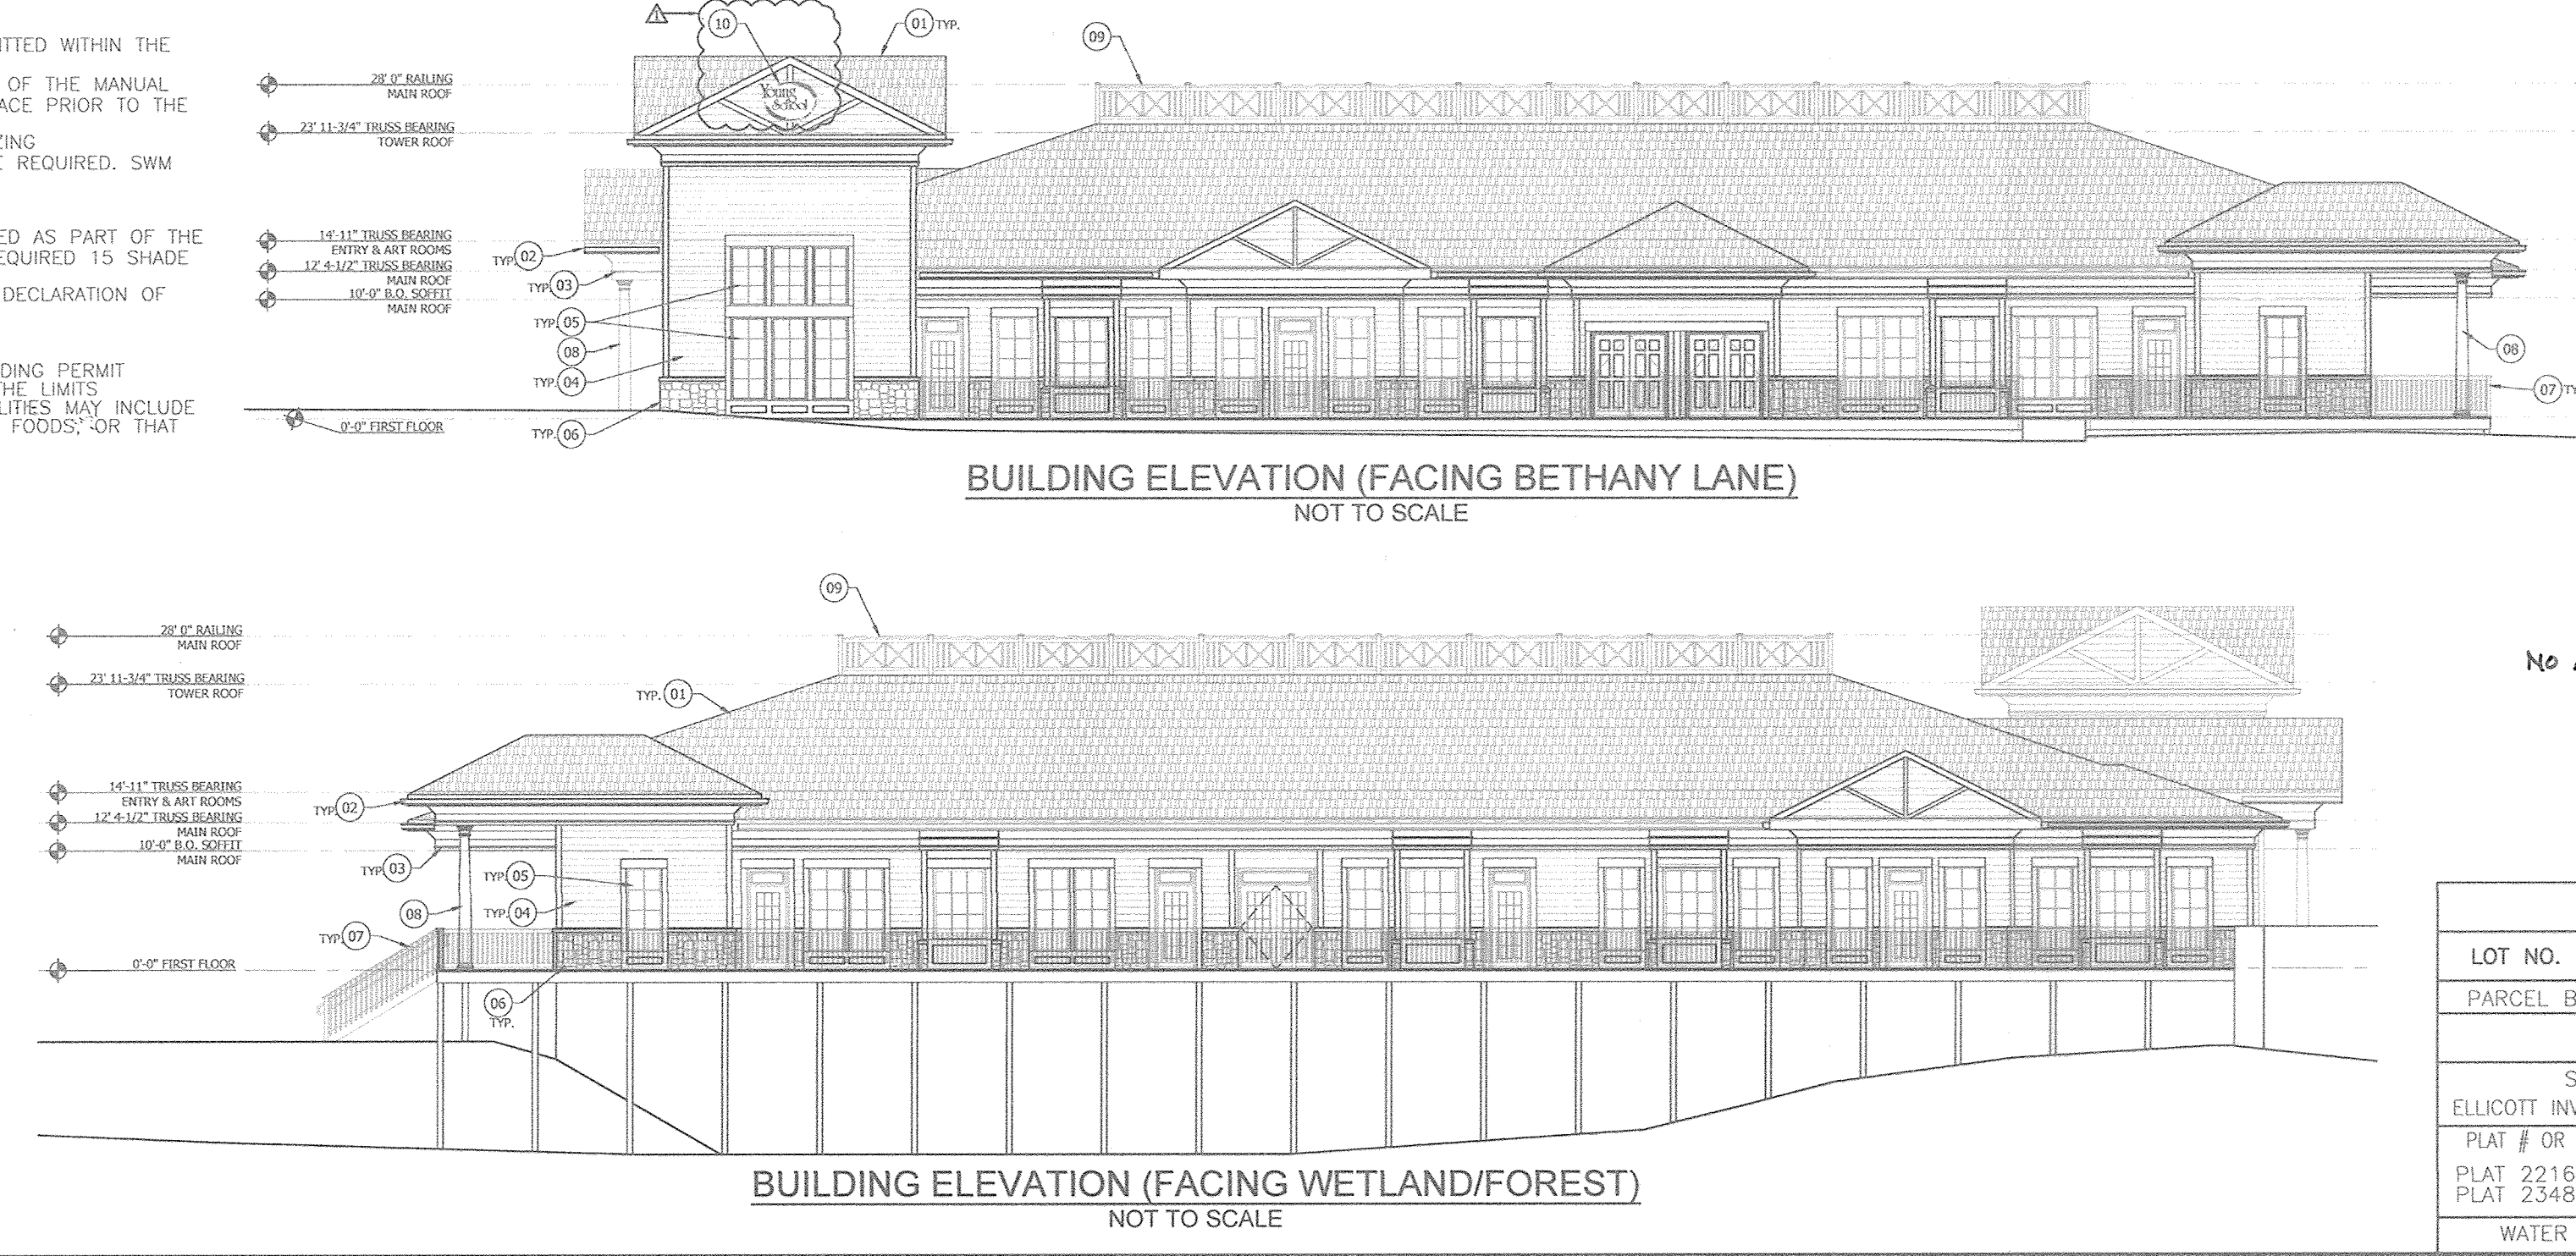 ITTED WITHIN THE
OF THE MANUAL
ACE PRIOR TO THE
ZING
E REQUIRED. SWM
ED AS PART OF THE
EQUIRED 15 SHADE
DECLARATION OF
DING PERMIT
THE LIMITS
LITIES MAY INCLUDE
FOODS, OR THAT
1
10
01 TYP.
09
28' 0" RAILING
MAIN ROOF
Young
School
23' 11-3/4" TRUSS BEARING
TOWER ROOF
14'-11" TRUSS BEARING
ENTRY & ART ROOMS
TYP. 02
12' 4-1/2" TRUSS BEARING
MAIN ROOF
TYP. 03
10'-0" B.O. SOFFIT
MAIN ROOF
TYP. 05
08
08
TYP. 04
07
0'-0" FIRST FLOOR
TYP. 06
BUILDING ELEVATION (FACING BETHANY LANE)
NOT TO SCALE
09
28' 0" RAILING
MAIN ROOF
No
23' 11-3/4" TRUSS BEARING
TOWER ROOF
TYP. 01
14'-11" TRUSS BEARING
ENTRY & ART ROOMS
TYP. 02
12' 4-1/2" TRUSS BEARING
MAIN ROOF
10'-0" B.O. SOFFIT
MAIN ROOF
TYP. 03
TYP. 05
08
TYP. 04
TYP. 07
0'-0" FIRST FLOOR
06
TYP.
LOT NO.
PARCEL B
S
ELLICOTT INV
PLAT # OR
PLAT 2216
PLAT 2348
WATER
BUILDING ELEVATION (FACING WETLAND/FOREST)
NOT TO SCALE